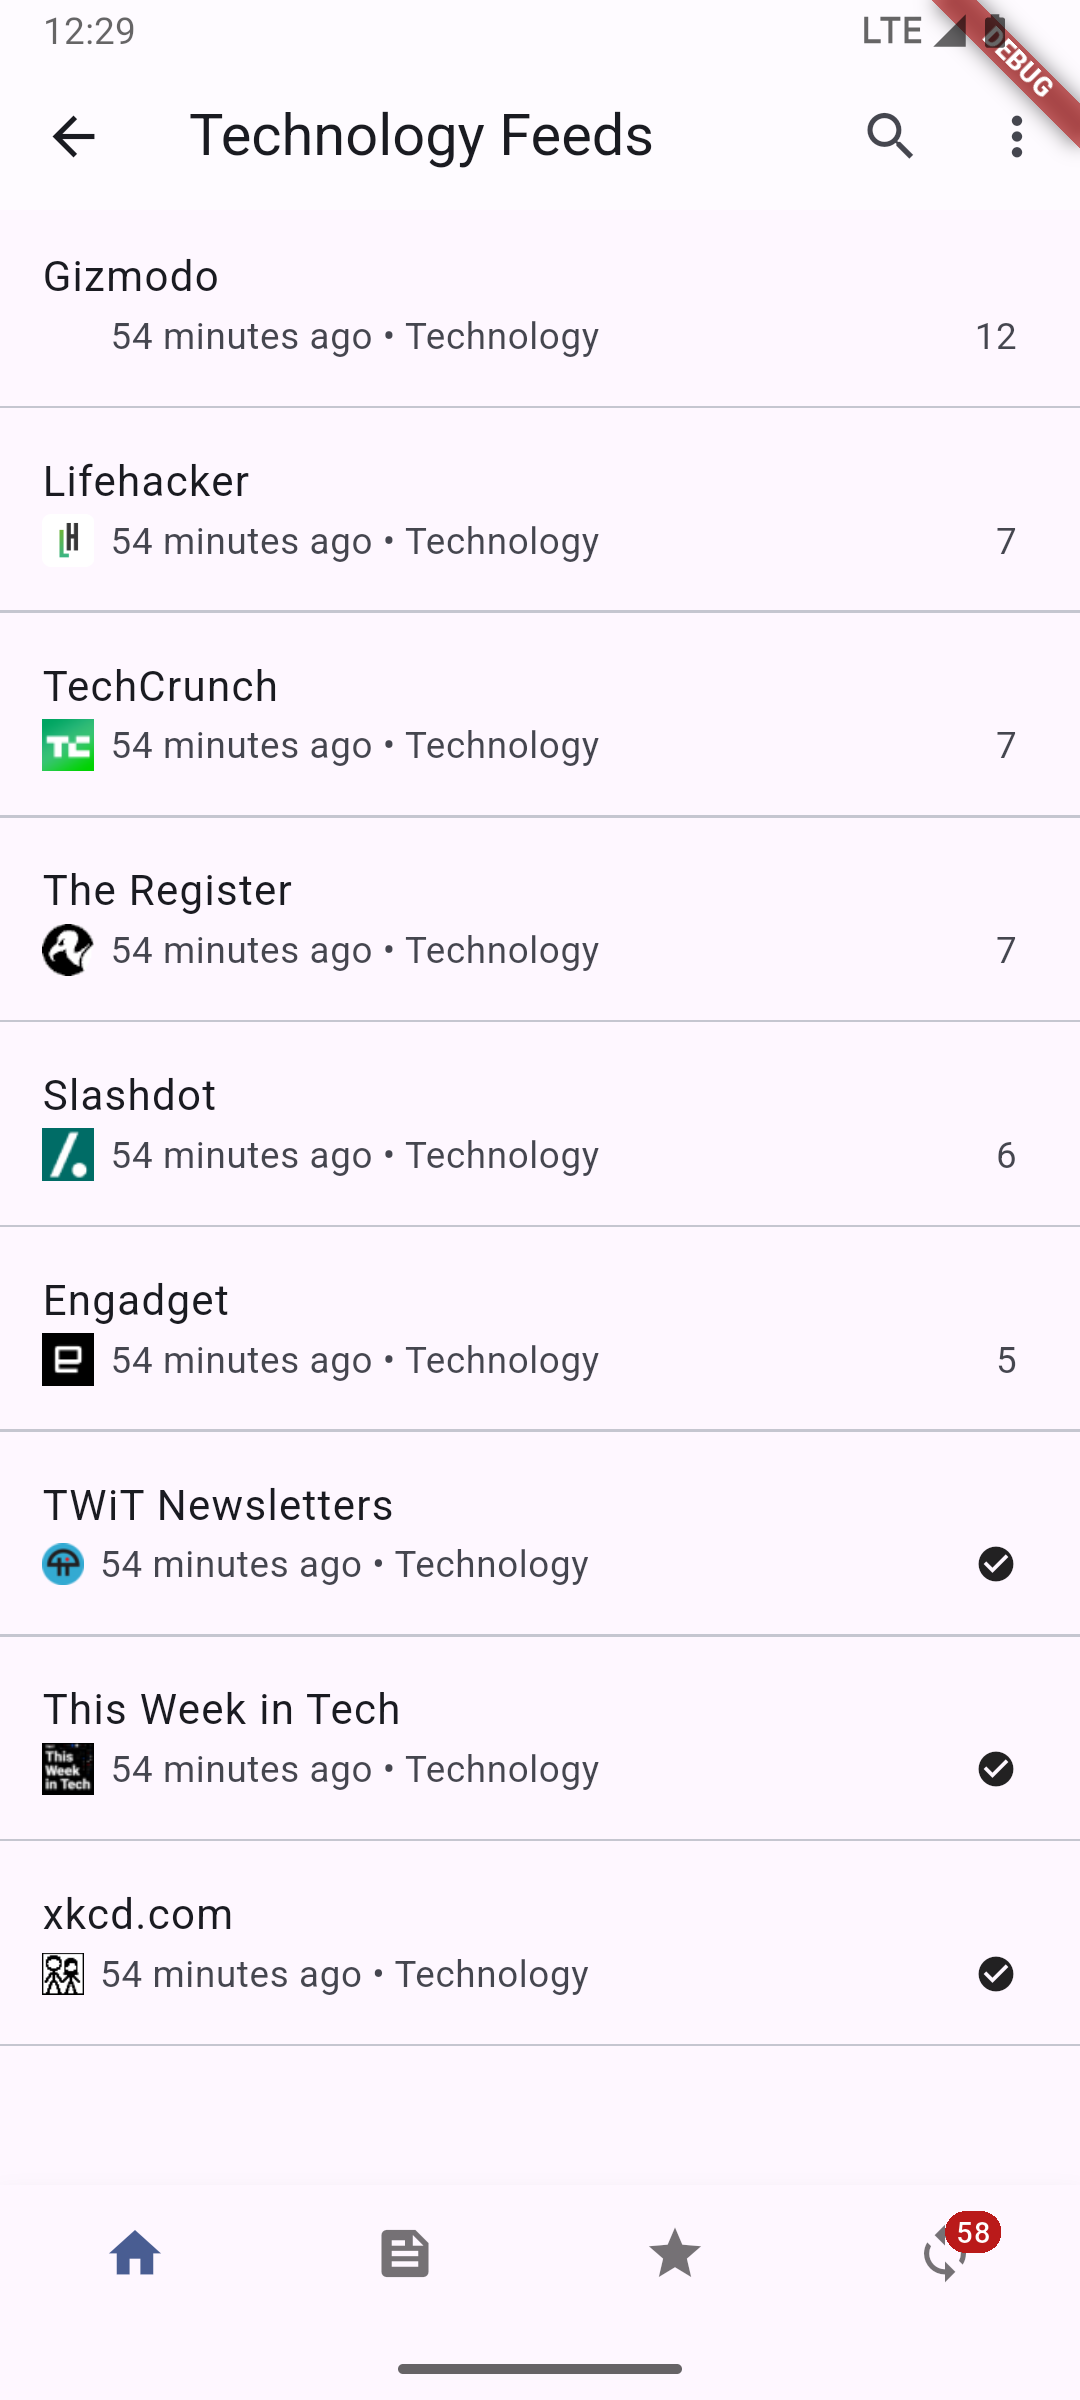 12:29
LTE
DEBUG
Technology Feeds
Gizmodo
54 minutes ago • Technology
12
Lifehacker
LH
54 minutes ago • Technology
7
TechCrunch
TC
54 minutes ago • Technology
7
The Register
54 minutes ago • Technology
7
Slashdot
/.
54 minutes ago • Technology
6
Engadget
e
54 minutes ago • Technology
5
TWiT Newsletters
54 minutes ago • Technology
This Week in Tech
This
Week
in Tech
54 minutes ago • Technology
xkcd.com
54 minutes ago • Technology
58